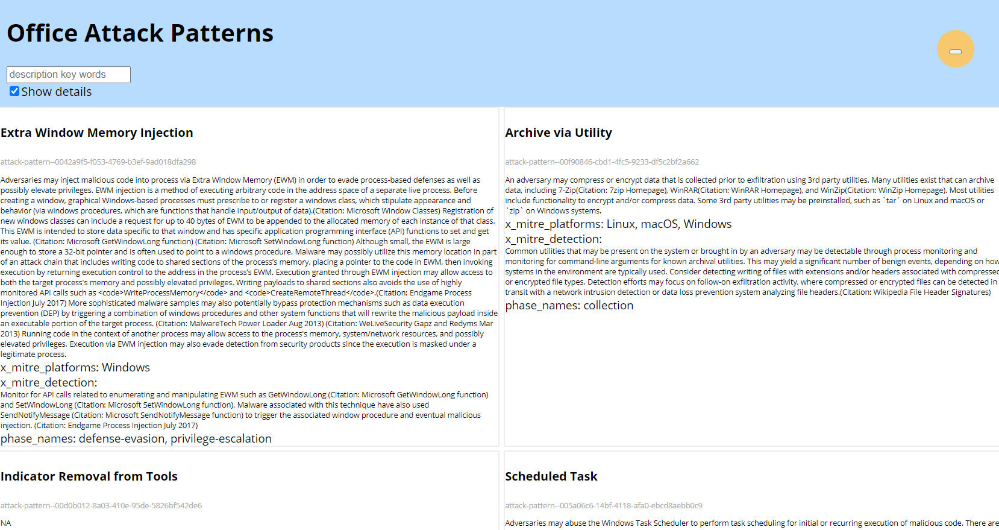 Office Attack Patterns
description key words
Show details
Extra Window Memory Injection
attack-pattern--0042a9f5-f053-4769-b3ef-9ad018dfa298
Adversaries may inject malicious code into process via Extra Window Memory (EWM) in order to evade process-based defenses as well as
possibly elevate privileges. EWM injection is a method of executing arbitrary code in the address space of a separate live process. Before
creating a window, graphical Windows-based processes must prescribe to or register a windows class, which stipulate appearance and
behavior (via windows procedures, which are functions that handle input/output of data).(Citation: Microsoft Window Classes) Registration of
new windows classes can include a request for up to 40 bytes of EWM to be appended to the allocated memory of each instance of that class.
This EWM is intended to store data specific to that window and has specific application programming interface (API) functions to set and get
its value. (Citation: Microsoft GetWindowLong function) (Citation: Microsoft SetWindowLong function) Although small, the EWM is large
enough to store a 32-bit pointer and is often used to point to a windows procedure. Malware may possibly utilize this memory location in part
of an attack chain that includes writing code to shared sections of the process’s memory, placing a pointer to the code in EWM, then invoking
execution by returning execution control to the address in the process’s EWM. Execution granted through EWM injection may allow access to
both the target process's memory and possibly elevated privileges. Writing payloads to shared sections also avoids the use of highly
monitored API calls such as <code>WriteProcessMemory</code> and <code>CreateRemoteThread</code>.(Citation: Endgame Process
Injection July 2017) More sophisticated malware samples may also potentially bypass protection mechanisms such as data execution
prevention (DEP) by triggering a combination of windows procedures and other system functions that will rewrite the malicious payload inside
an executable portion of the target process. (Citation: MalwareTech Power Loader Aug 2013) (Citation: WeLiveSecurity Gapz and Redyms Mar
2013) Running code in the context of another process may allow access to the process's memory, system/network resources, and possibly
elevated privileges. Execution via EWM injection may also evade detection from security products since the execution is masked under a
legitimate process.
x_mitre_platforms: Windows
x_mitre_detection:
Monitor for API calls related to enumerating and manipulating EWM such as GetWindowLong (Citation: Microsoft GetWindowLong function)
and SetWindowLong (Citation: Microsoft SetWindowLong function). Malware associated with this technique have also used
SendNotifyMessage (Citation: Microsoft SendNotifyMessage function) to trigger the associated window procedure and eventual malicious
injection. (Citation: Endgame Process Injection July 2017)
phase_names: defense-evasion, privilege-escalation
Archive via Utility
attack-pattern--00f90846-cbd1-4fc5-9233-df5c2bf2a662
An adversary may compress or encrypt data that is collected prior to exfiltration using 3rd party utilities. Many utilities exist that can archive
data, including 7-Zip(Citation: 7zip Homepage), WinRAR(Citation: WinRAR Homepage), and WinZip(Citation: WinZip Homepage). Most utilities
include functionality to encrypt and/or compress data. Some 3rd party utilities may be preinstalled, such as `tar` on Linux and macOS or
`zip` on Windows systems.
x_mitre_platforms: Linux, macOS, Windows
x_mitre_detection:
Common utilities that may be present on the system or brought in by an adversary may be detectable through process monitoring and
monitoring for command-line arguments for known archival utilities. This may yield a significant number of benign events, depending on how
systems in the environment are typically used. Consider detecting writing of files with extensions and/or headers associated with compressed
or encrypted file types. Detection efforts may focus on follow-on exfiltration activity, where compressed or encrypted files can be detected in
transit with a network intrusion detection or data loss prevention system analyzing file headers.(Citation: Wikipedia File Header Signatures)
phase_names: collection
Indicator Removal from Tools
attack-pattern--00d0b012-8a03-410e-95de-5826bf542de6
NA
Scheduled Task
attack-pattern--005a06c6-14bf-4118-afa0-ebcd8aebb0c9
Adversaries may abuse the Windows Task Scheduler to perform task scheduling for initial or recurring execution of malicious code. There are